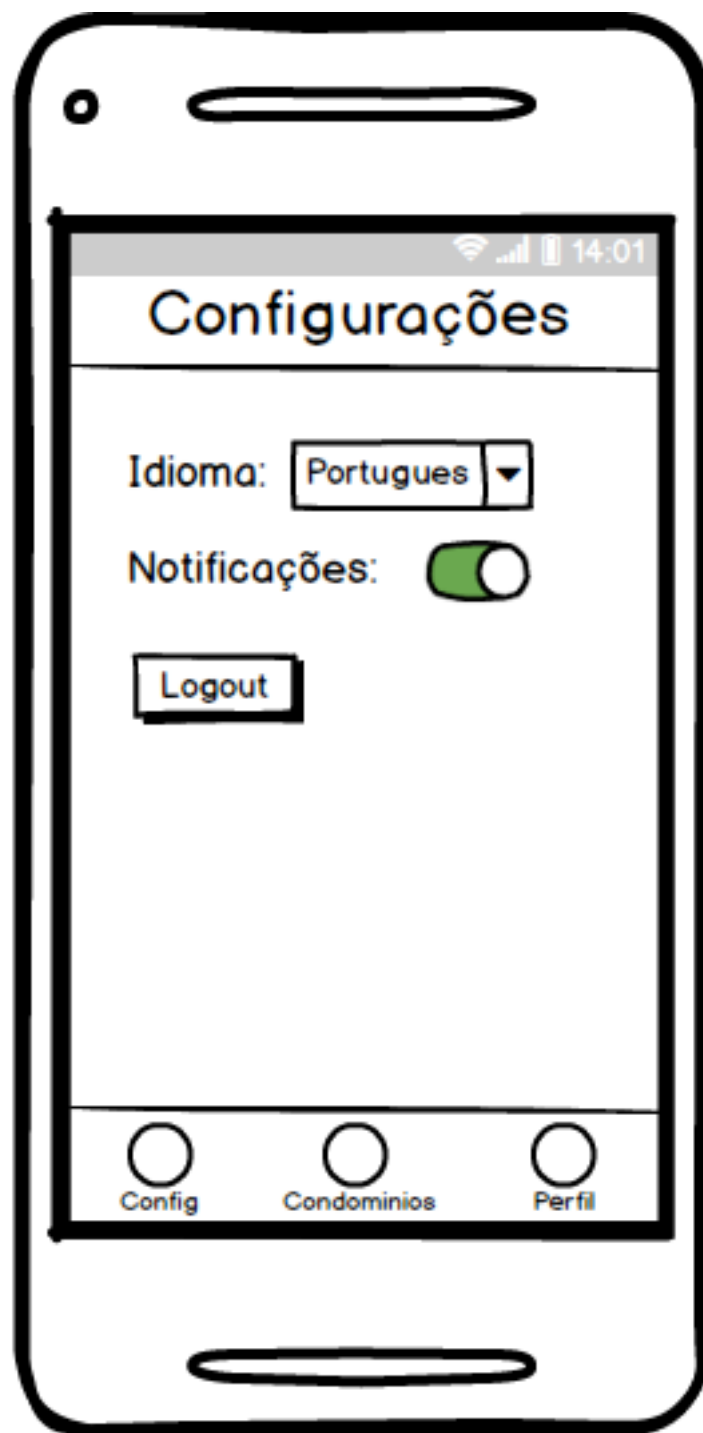 14:01
Configurações
Idioma: Portugues
Notificações:
Logout
Config Condominios Perfil